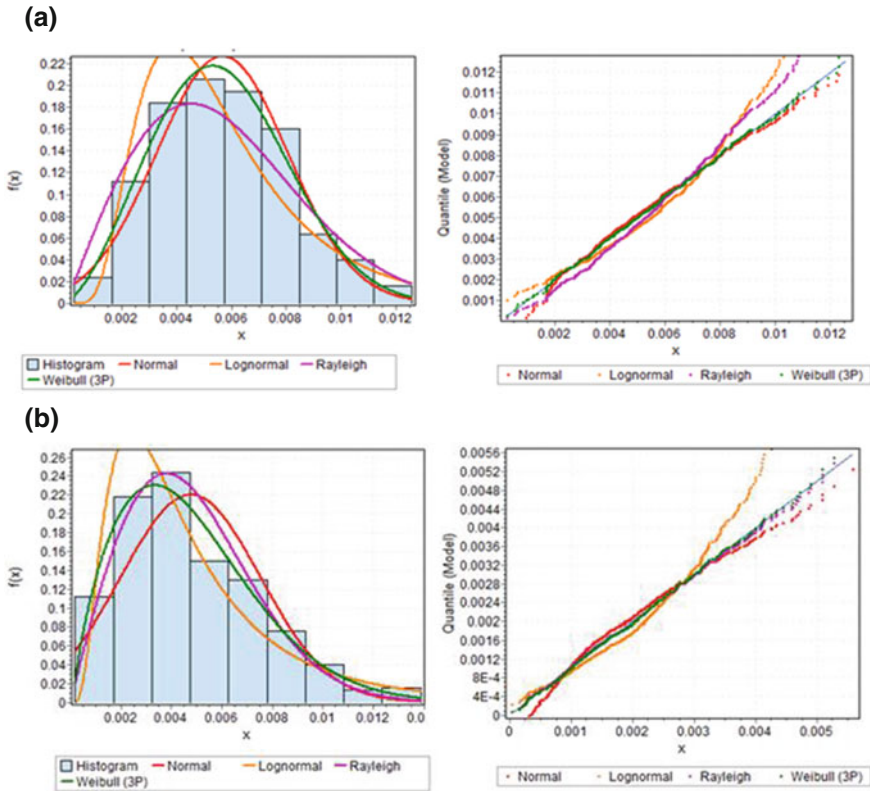 (a)
f(x)
0.22
0.2
0.18
0.16
0.14
0.12
0.1
0.08
0.06
0.04
0.02
0
0.002 0.004 0.006 0.008 0.01 0.012
x
Histogram Normal Lognormal Rayleigh
Weibull (3P)
Quantile (Model)
0.012
0.011
0.01
0.009
0.008
0.007
0.006
0.005
0.004
0.003
0.002
0.001
0.002 0.004 0.006 0.008 0.01 0.012
x
Normal Lognormal Rayleigh Weibull (3P)
(b)
f(x)
0.26
0.24
0.22
0.2
0.18
0.16
0.14
0.12
0.1
0.08
0.06
0.04
0.02
0
0.002 0.004 0.006 0.008 0.01 0.012 0.0
x
Histogram Normal Lognormal Rayleigh
Weibull (3P)
Quantile (Model)
0.0056
0.0052
0.0048
0.0044
0.004
0.0036
0.0032
0.0028
0.0024
0.002
0.0016
0.0012
8E-4
4E-4
0
0 0.001 0.002 0.003 0.004 0.005
x
Normal Lognormal Rayleigh Weibull (3P)